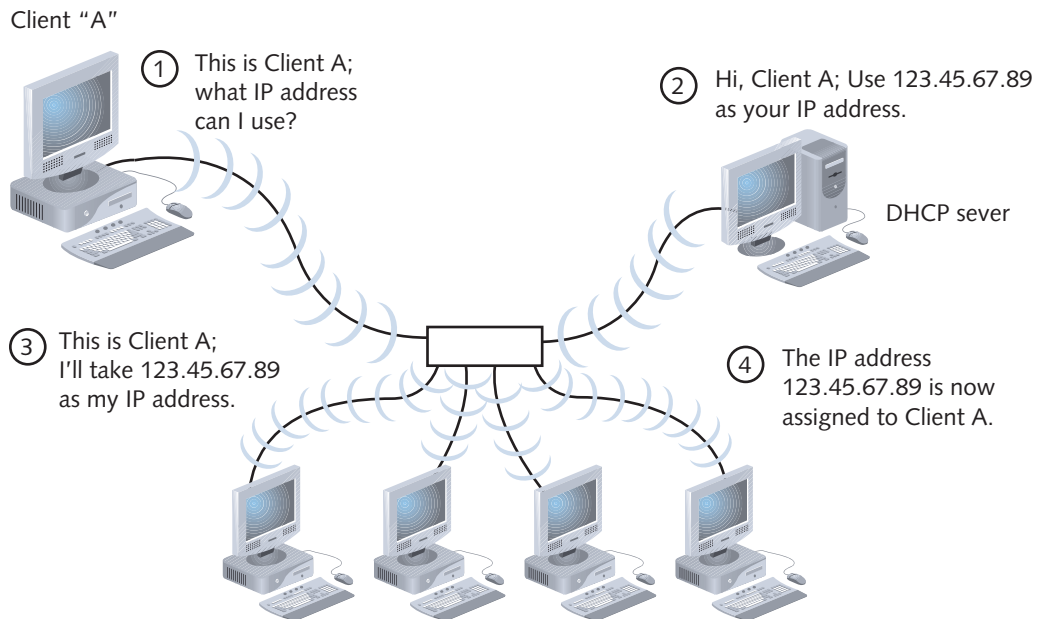 Client “A”
1
This is Client A;
what IP address
can I use?
2
Hi, Client A; Use 123.45.67.89
as your IP address.
DHCP sever
3
This is Client A;
I'll take 123.45.67.89
as my IP address.
4
The IP address
123.45.67.89 is now
assigned to Client A.